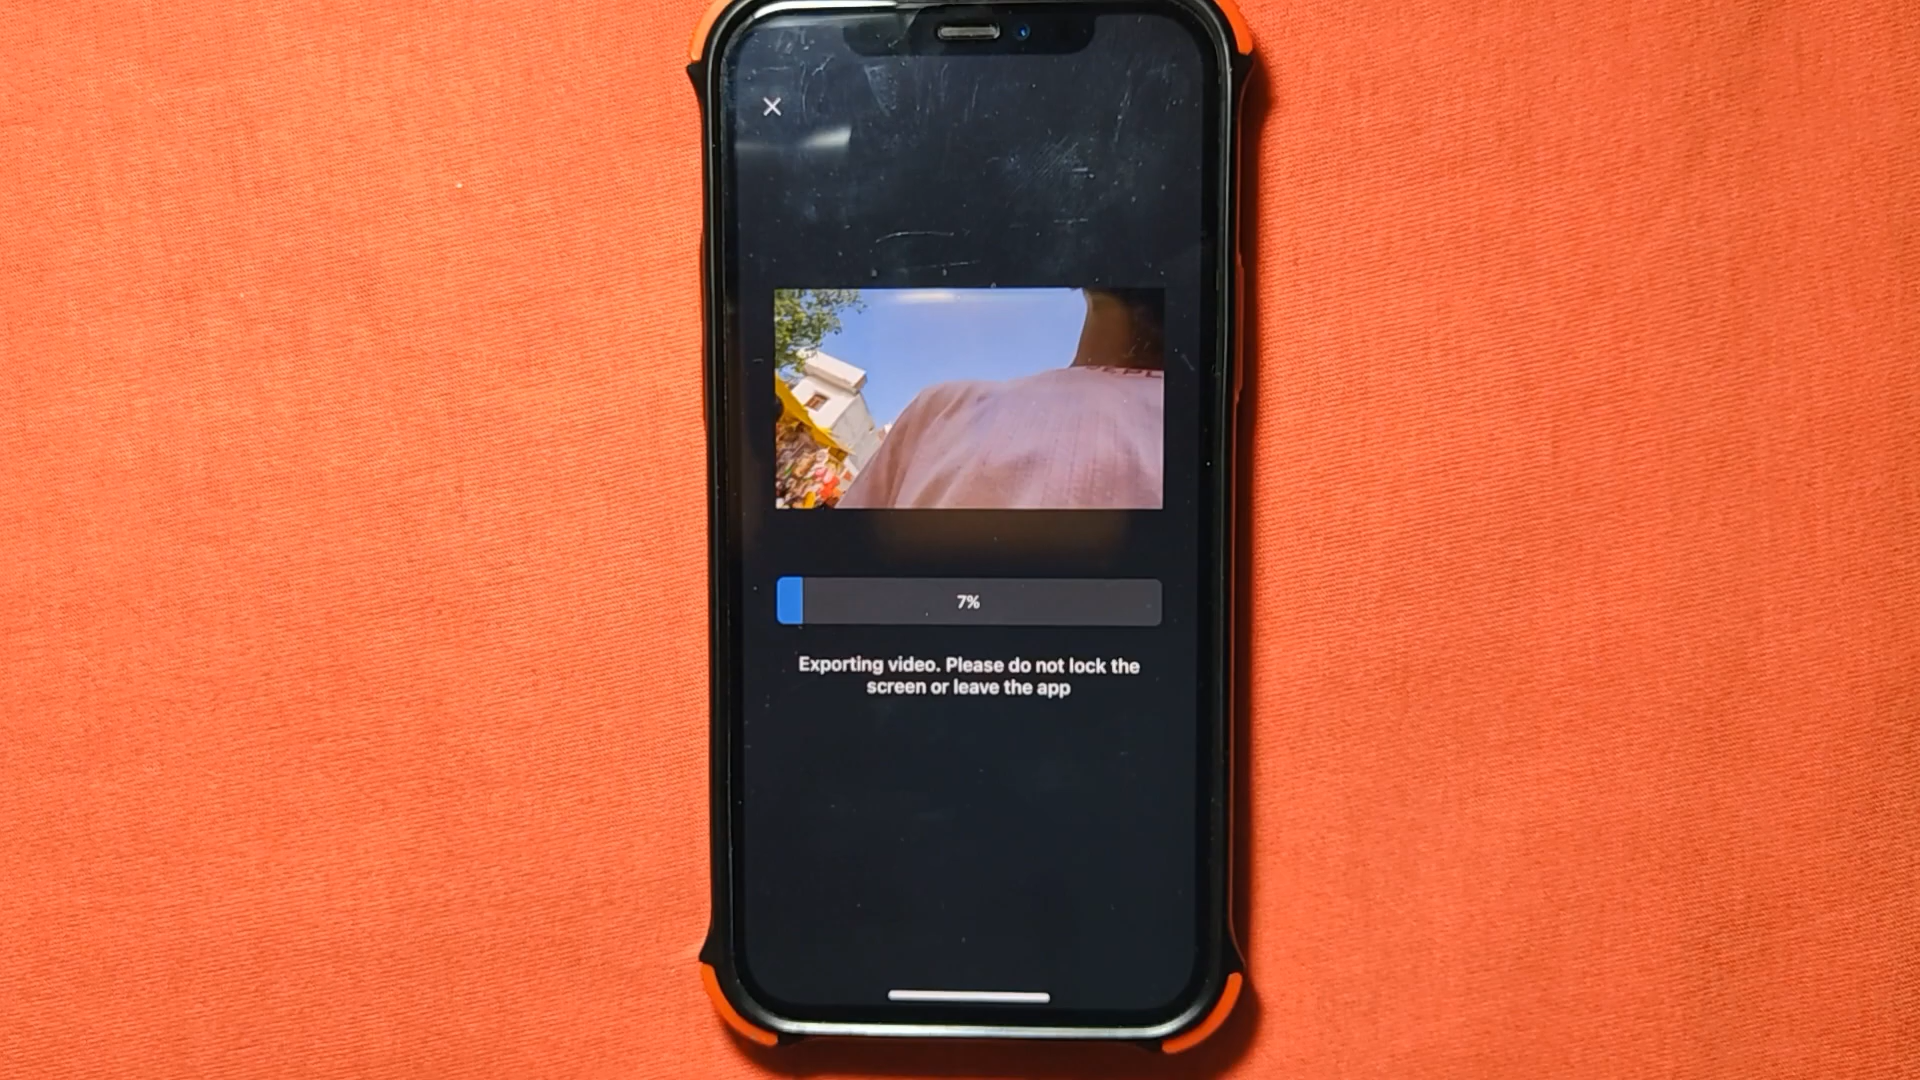 7%
Exporting video. Please do not lock the
screen or leave the app